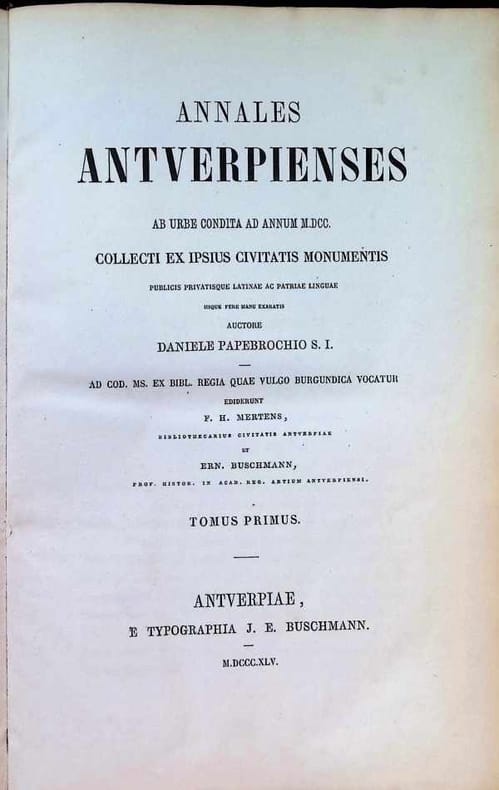 ANNALES
ANTVERPIENSES
AB URBE CONDITA AD ANNUM M.DCC.
COLLECTI EX IPSIUS CIVITATIS MONUMENTIS
PUBLICIS PRIVATISQUE LATINAE AC PATRIAE LINGUAE
IISQUE FERE MANU EXARATIS
AUCTORE
DANIELE PAPEBROCHIO S. I.
AD COD. MS. EX BIBL. REGIA QUAE VULGO BURGUNDICA VOCATUR
EDIDERUNT
F. H. MERTENS,
BIBLIOTHECARIUS CIVITATIS ANTVERPIAE
ET
ERN. BUSCHMANN,
PROF. HISTOR. IN ACAD. REG. ARTIUM ANTVERPIENSI.
TOMUS PRIMUS.
ANTVERPIAE,
E TYPOGRAPHIA J. E. BUSCHMANN.
M.DCCC.XLV.